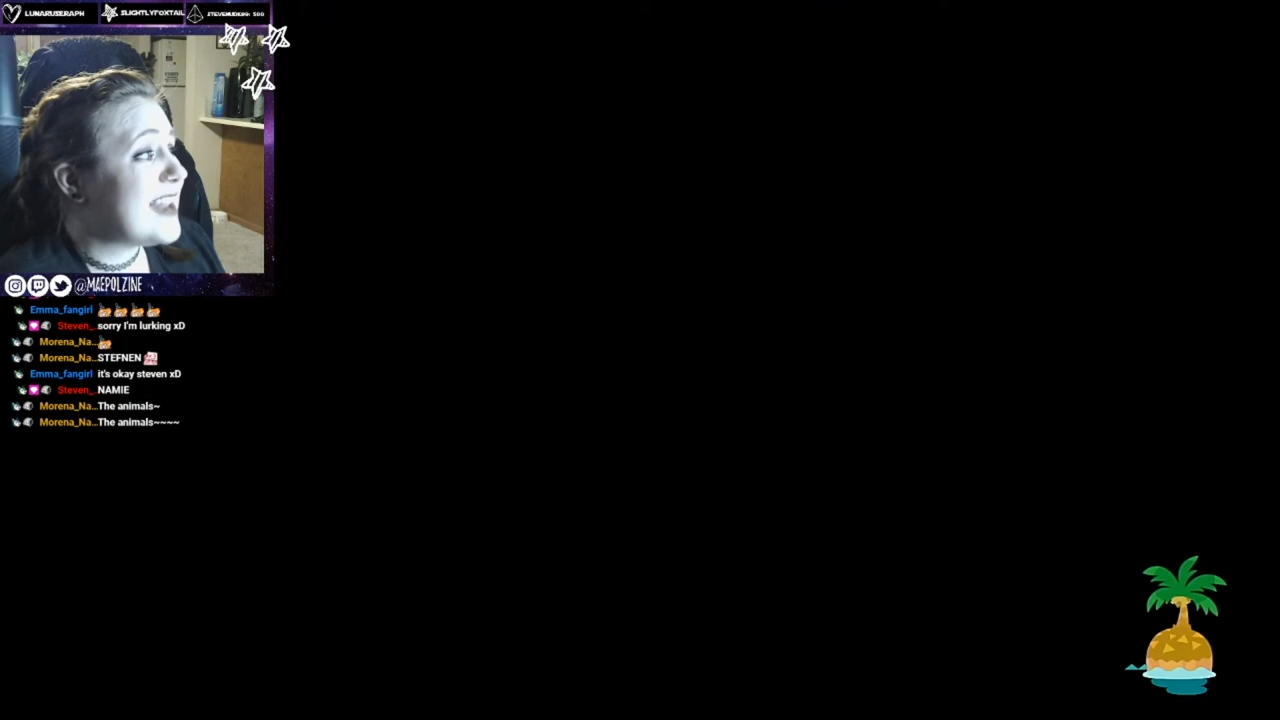 LUNARUSERAPH
SLIGHTLYFOXTAIL
@MAEPOLZINE
Emma_fangirl
Steven_.. sorry I'm lurking xD
Morena_Na...
Morena_Na... STEFNEN
Emma_fangirl it's okay steven xD
Steven_.. NAMIE
Morena_Na... The animals~
Morena_Na... The animals~~~~